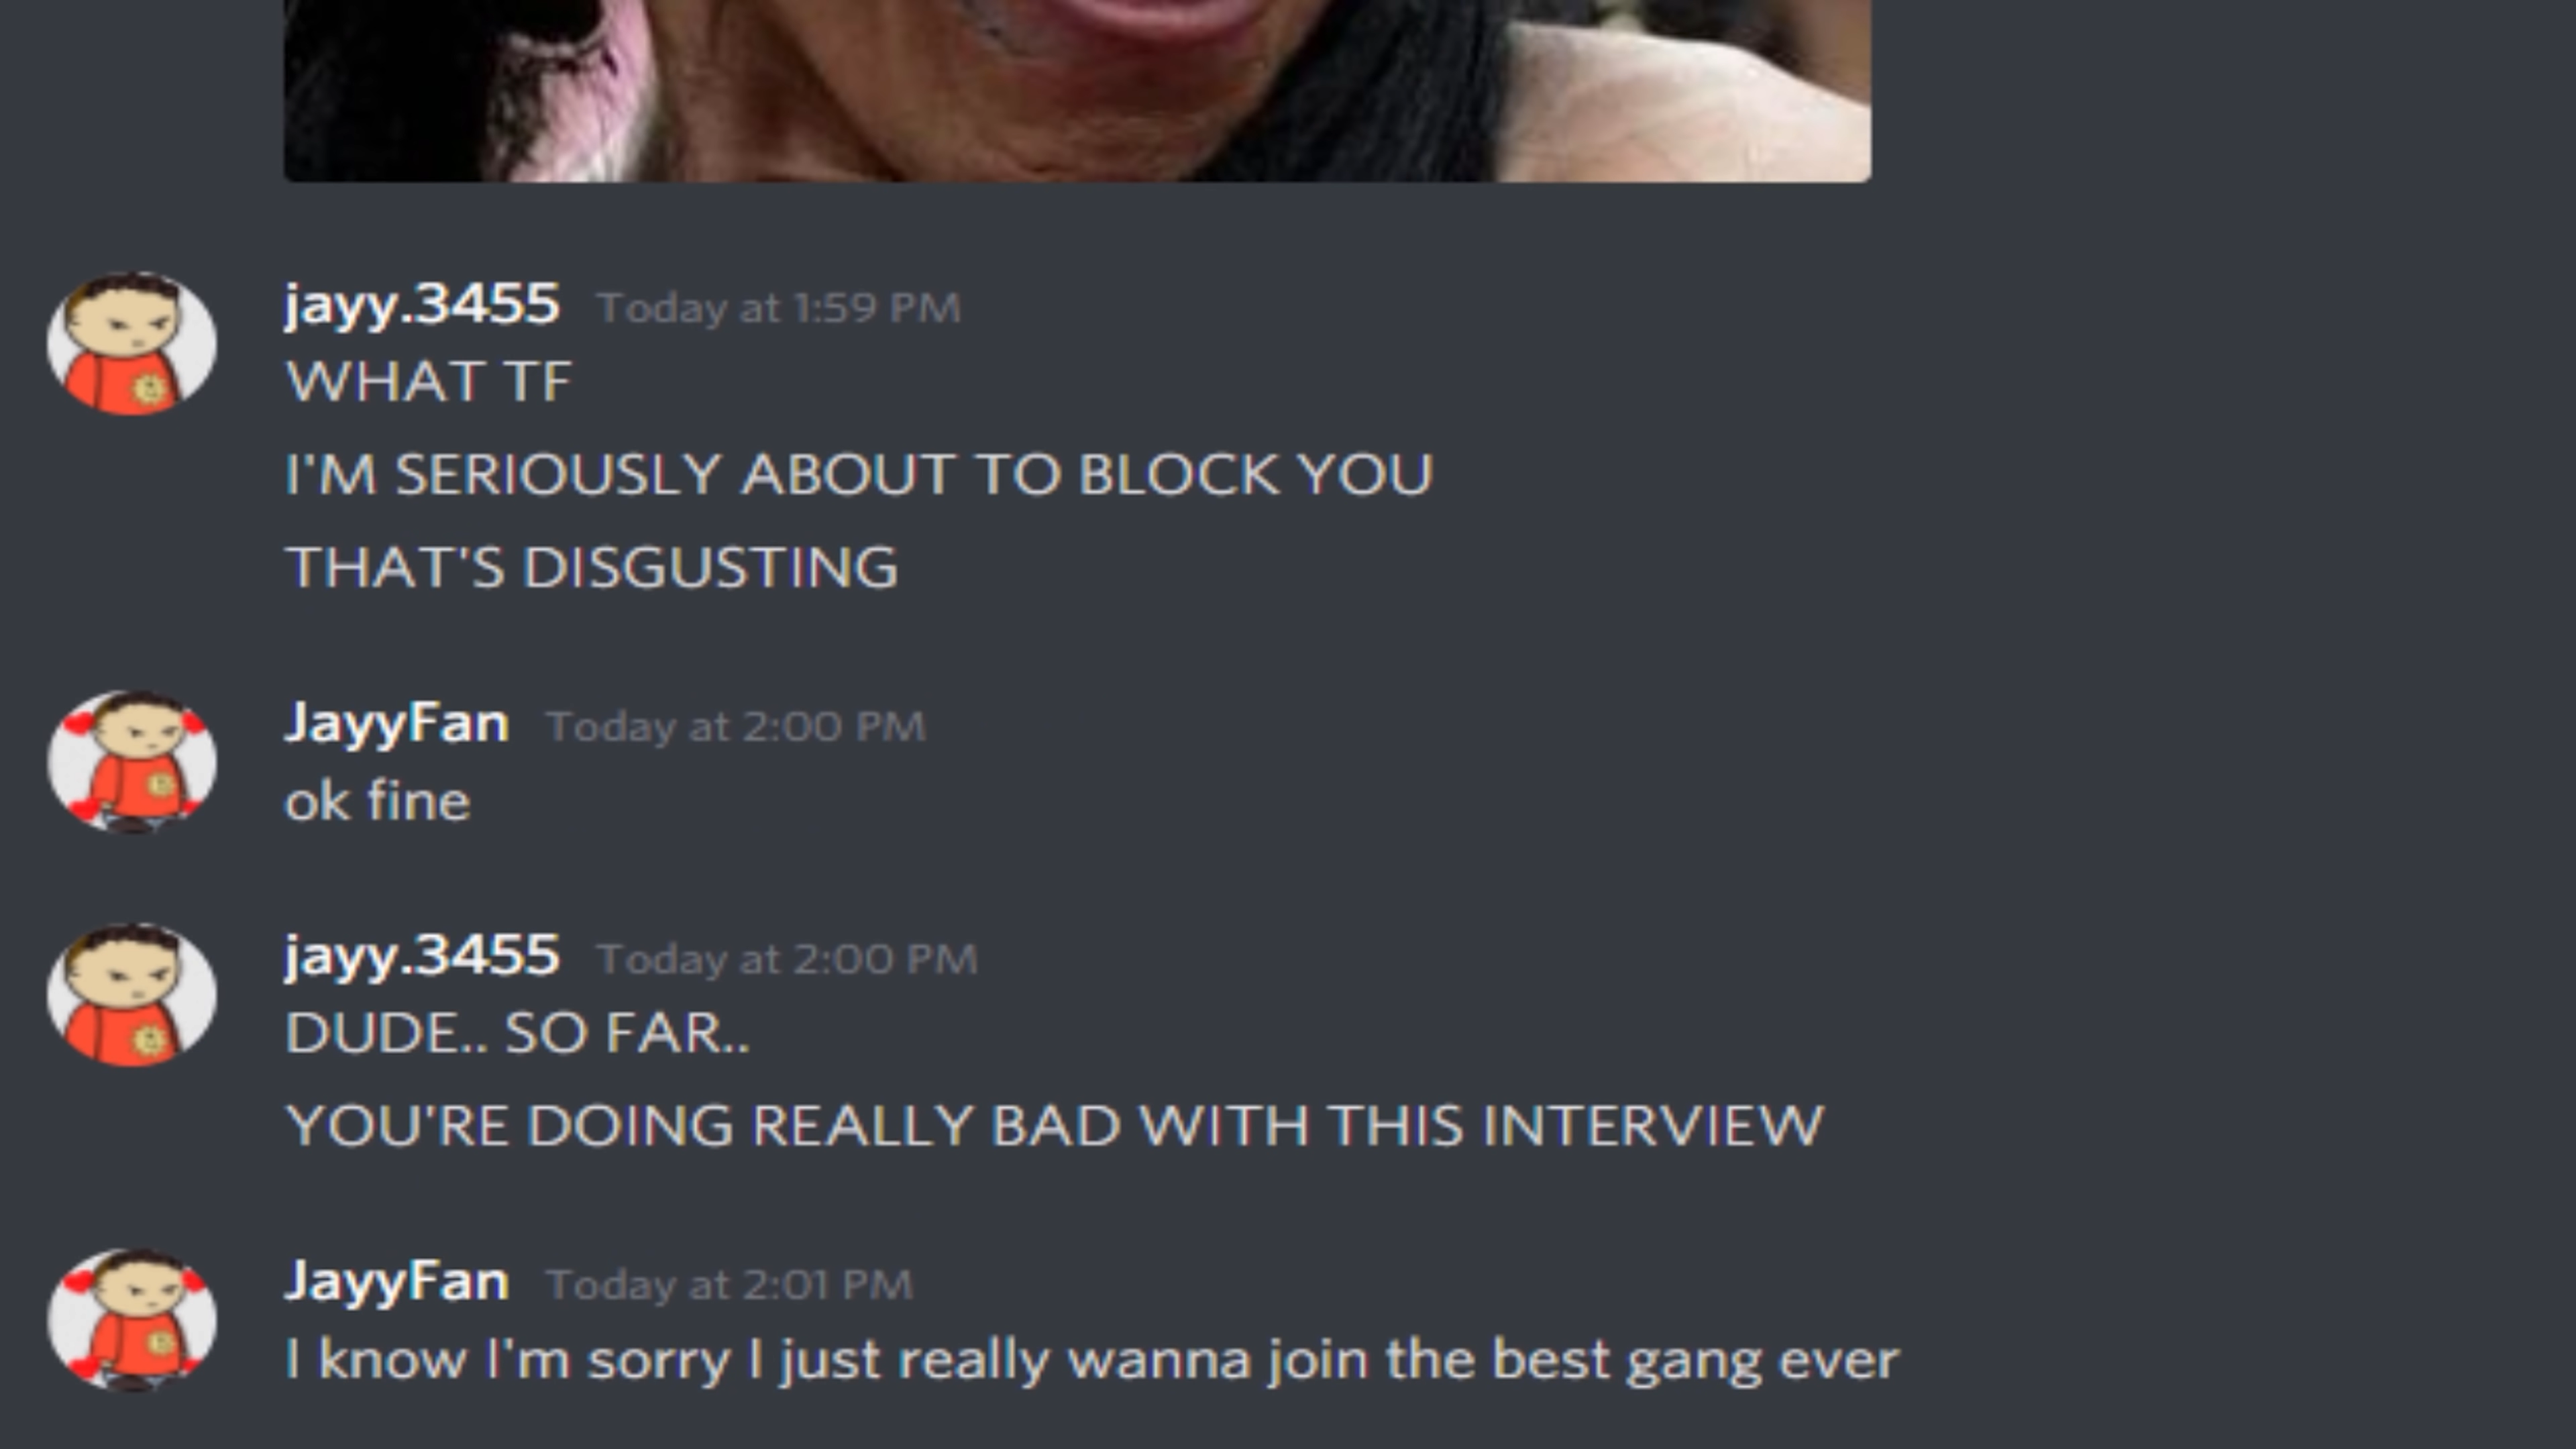 jayy.3455 Today at 1:59 PM
WHAT TF
I'M SERIOUSLY ABOUT TO BLOCK YOU
THAT'S DISGUSTING
JayyFan Today at 2:00 PM
ok fine
jayy.3455 Today at 2:00 PM
DUDE.. SO FAR..
YOU'RE DOING REALLY BAD WITH THIS INTERVIEW
JayyFan Today at 2:01 PM
I know I'm sorry I just really wanna join the best gang ever